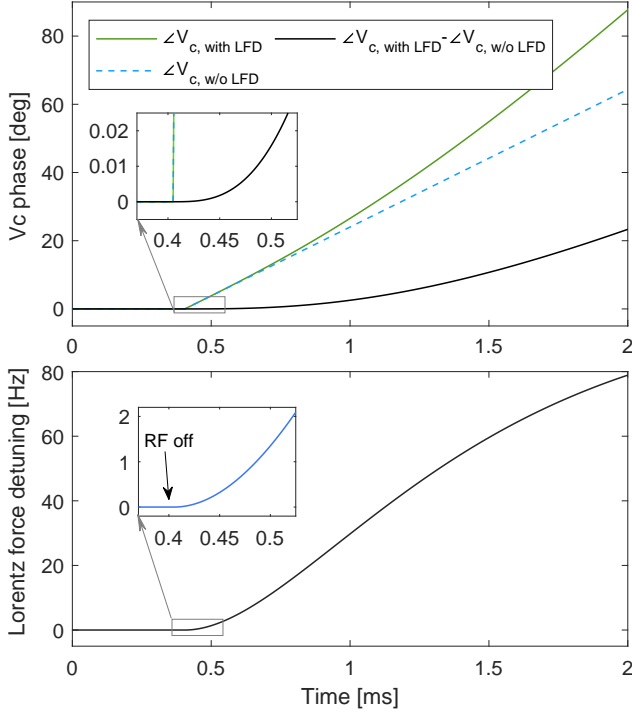 ∠V_c, with LFD
∠V_c, with LFD-∠V_c, w/o LFD
∠V_c, w/o LFD
Vc phase [deg]
80
60
40
20
0
0.02
0.01
0
0.4 0.45 0.5
0 0.5 1 1.5 2
Lorentz force detuning [Hz]
80
60
40
20
0
2
1
0
RF off
0.4 0.45 0.5
0 0.5 1 1.5 2
Time [ms]